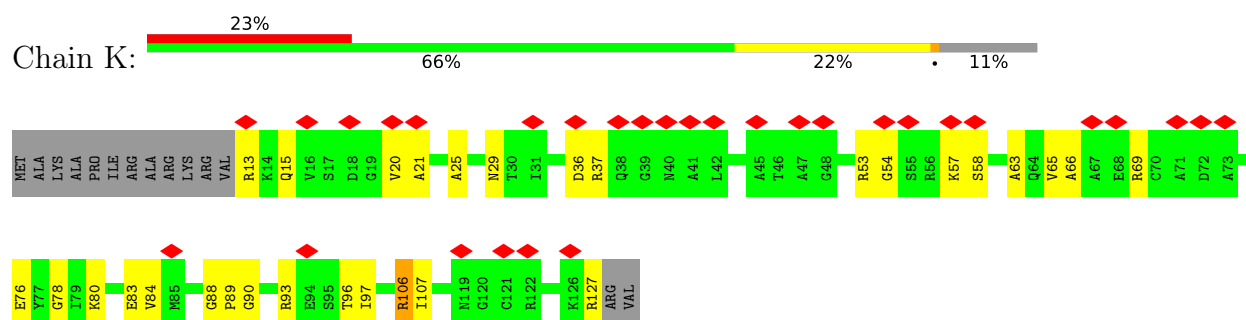 23%
Chain K:
66% 22% • 11%
MET ALA LYS ALA PRO ILE ARG ALA ARG LYS ARG VAL R13 K14 Q15 V16 S17 D18 G19 V20 A21 A25 N29 T30 I31 D36 R37 Q38 G39 N40 A41 L42 A45 T46 A47 G48 R53 G54 S55 R56 K57 S58 A63 Q64 V65 A66 A67 E68 R69 C70 A71 D72 A73
E76 Y77 G78 I79 K80 E83 V84 M85 G88 P89 G90 R93 E94 S95 T96 I97 R106 I107 N119 G120 C121 R122 K126 R127 ARG VAL